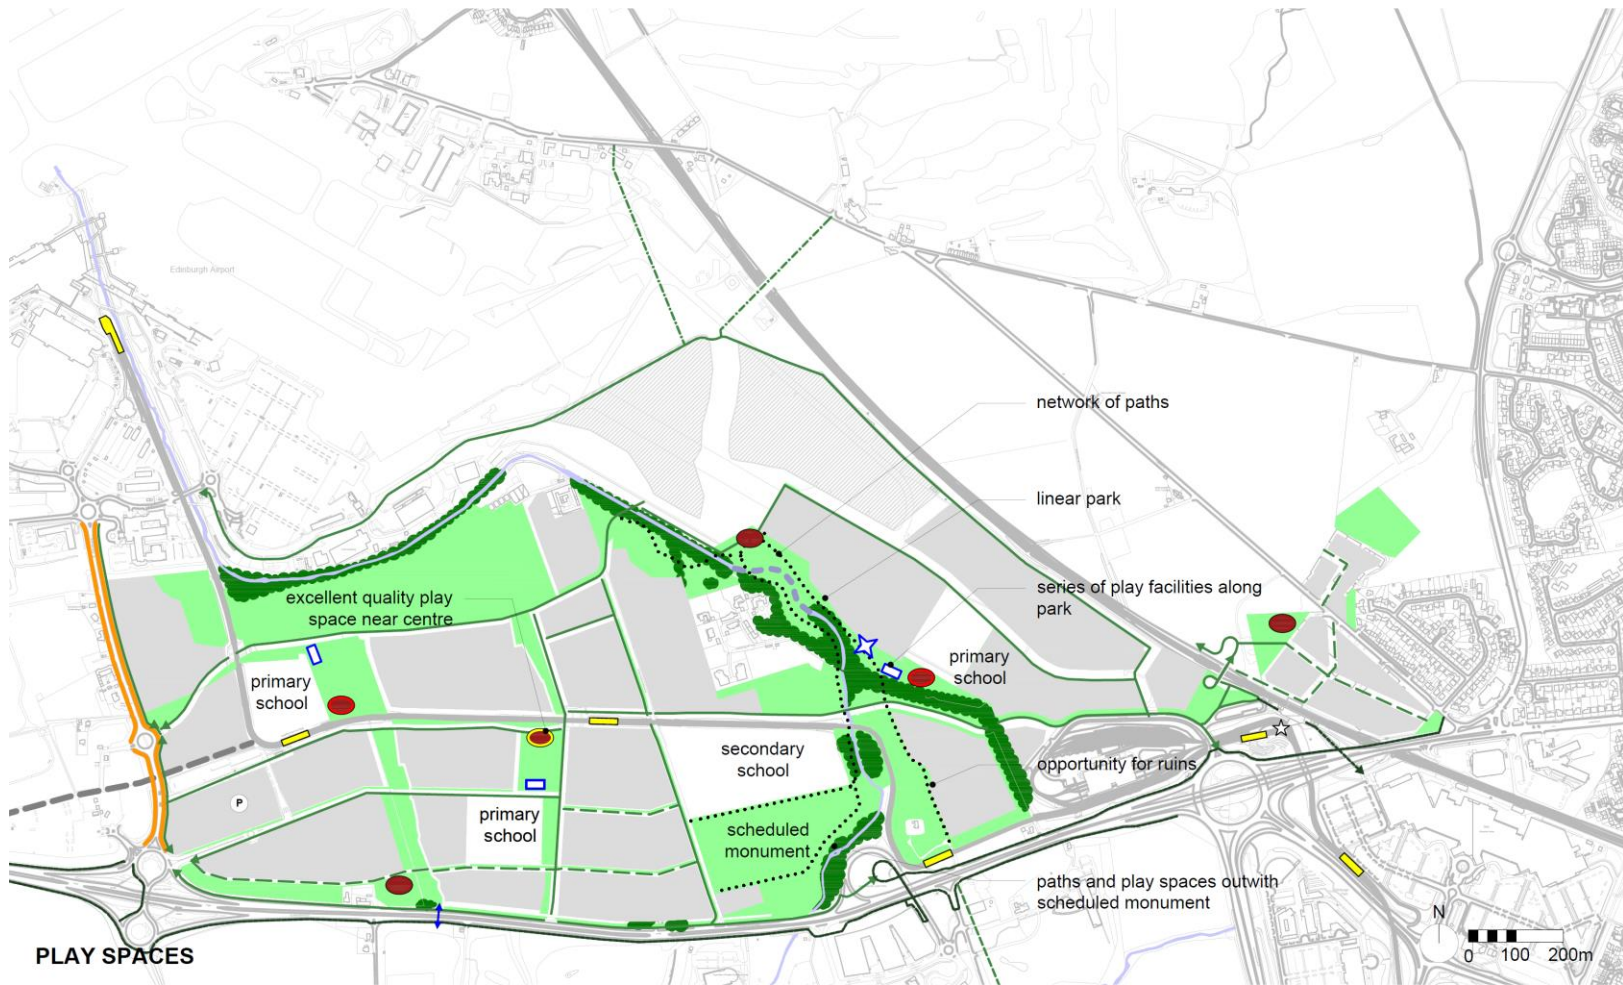 Edinburgh Airport
network of paths
linear park
series of play facilities along
park
excellent quality play
space near centre
primary
school
primary
school
secondary
school
opportunity for ruins
P
primary
school
scheduled
monument
paths and play spaces outwith
scheduled monument
N
PLAY SPACES
0 100 200m